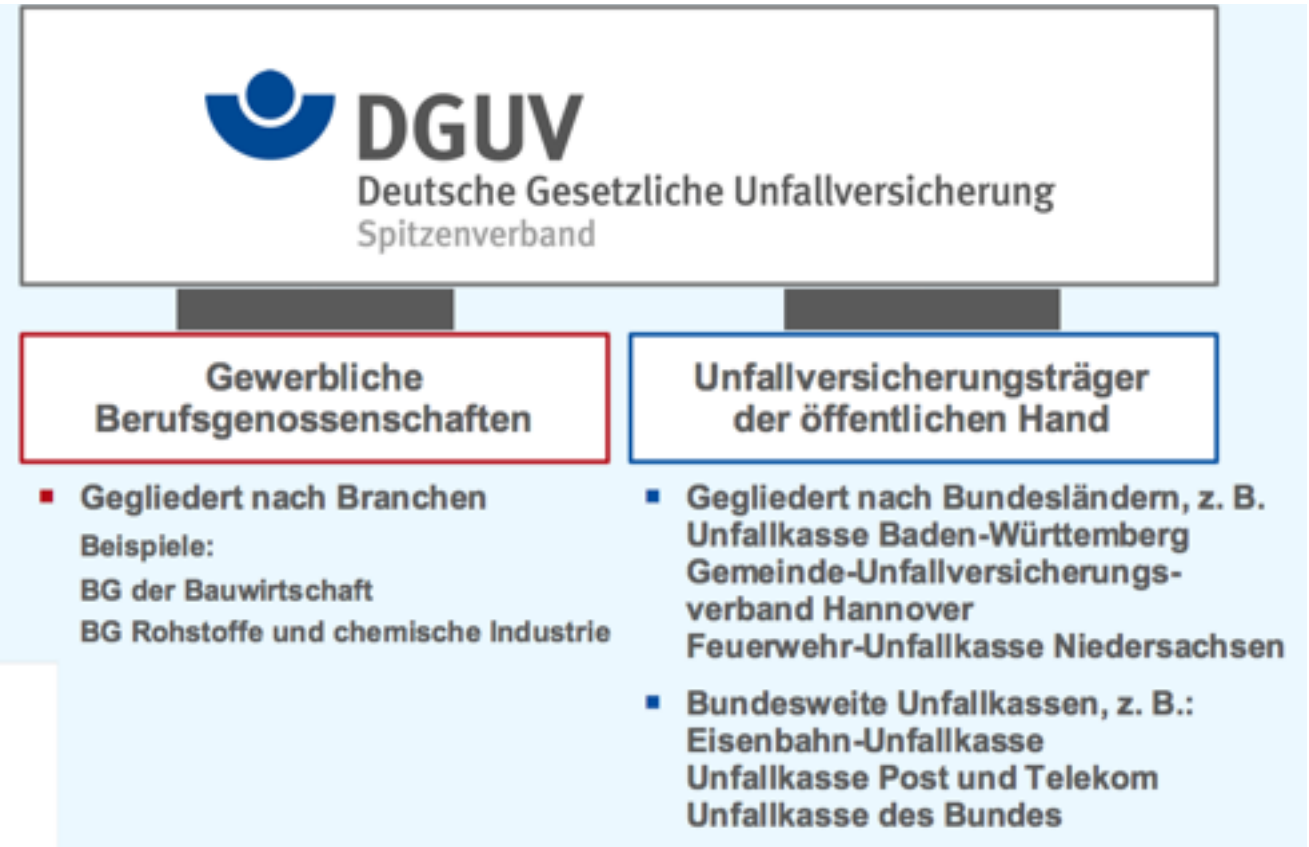 DGUV
Deutsche Gesetzliche Unfallversicherung
Spitzenverband
Gewerbliche
Berufsgenossenschaften
Gegliedert nach Branchen
Beispiele:
BG der Bauwirtschaft
BG Rohstoffe und chemische Industrie
Unfallversicherungsträger
der öffentlichen Hand
Gegliedert nach Bundesländern, z. B.
Unfallkasse Baden-Württemberg
Gemeinde-Unfallversicherungs-
verband Hannover
Feuerwehr-Unfallkasse Niedersachsen
Bundesweite Unfallkassen, z. B.:
Eisenbahn-Unfallkasse
Unfallkasse Post und Telekom
Unfallkasse des Bundes